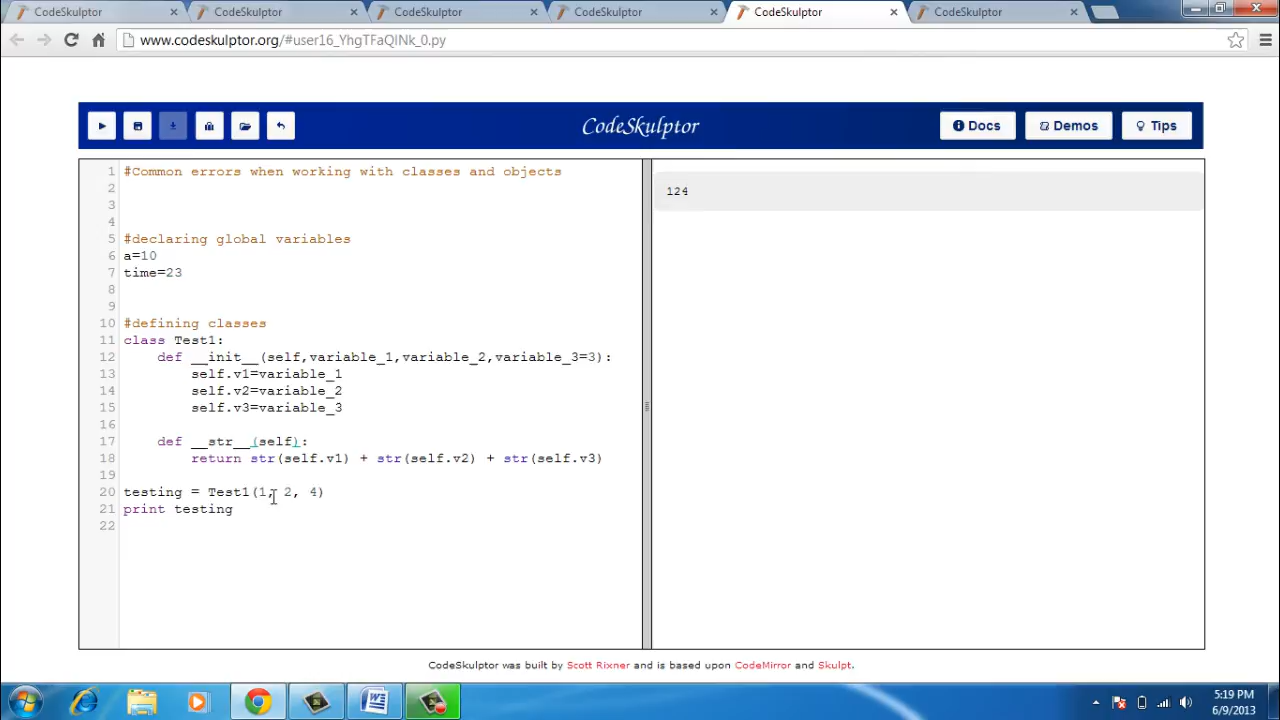 CodeSkulptor CodeSkulptor CodeSkulptor CodeSkulptor CodeSkulptor CodeSkulptor
www.codeskulptor.org/#user16_YhgTFaQINk_0.py
CodeSkulptor
Docs Demos Tips
1 #Common errors when working with classes and objects
2
3
4
5 #declaring global variables
6 a=10
7 time=23
8
9
10 #defining classes
11 class Test1:
12 def __init__(self,variable_1,variable_2,variable_3=3):
13 self.v1=variable_1
14 self.v2=variable_2
15 self.v3=variable_3
16
17 def __str__(self):
18 return str(self.v1) + str(self.v2) + str(self.v3)
19
20 testing = Test1(1, 2, 4)
21 print testing
22
124
CodeSkulptor was built by Scott Rixner and is based upon CodeMirror and Skulpt.
5:19 PM
6/9/2013